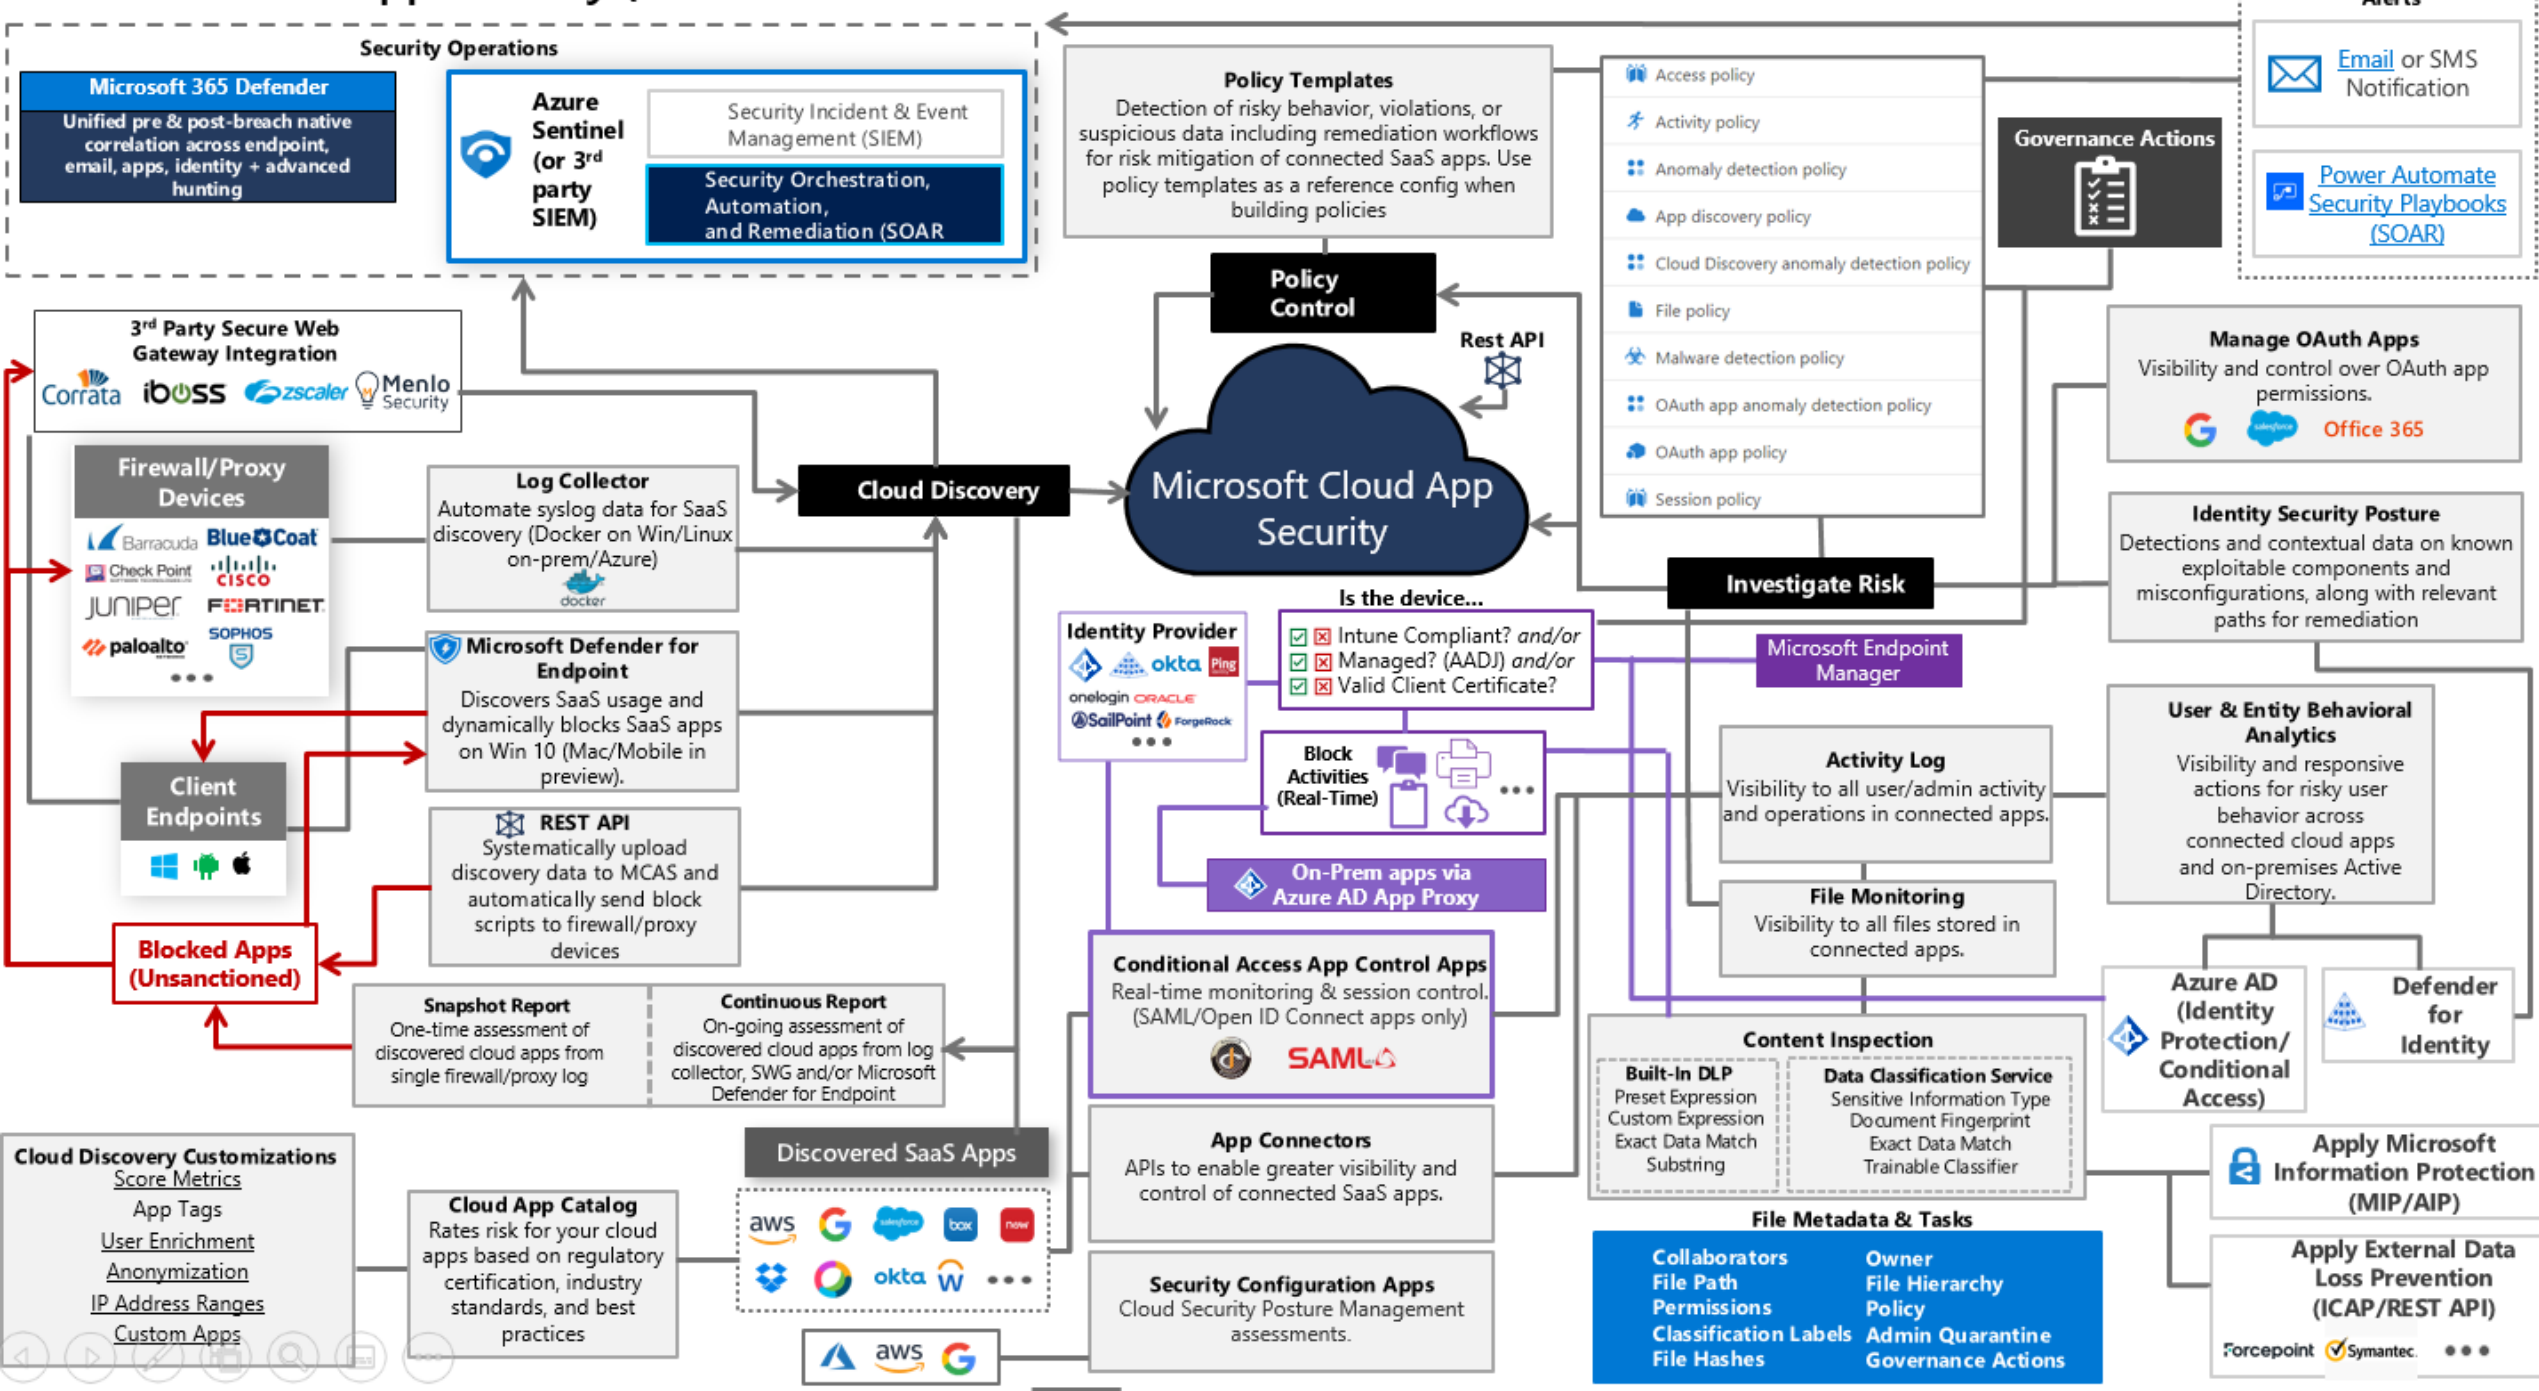 Security Operations
Microsoft 365 Defender
Unified pre & post-breach native
correlation across endpoint,
email, apps, identity + advanced
hunting
Azure
Sentinel
(or 3rd
party
SIEM)
Security Incident & Event
Management (SIEM)
Security Orchestration,
Automation,
and Remediation (SOAR
Policy Templates
Detection of risky behavior, violations, or
suspicious data including remediation workflows
for risk mitigation of connected SaaS apps. Use
policy templates as a reference config when
building policies
Policy
Control
Access policy
Activity policy
Anomaly detection policy
App discovery policy
Cloud Discovery anomaly detection policy
File policy
Malware detection policy
OAuth app anomaly detection policy
OAuth app policy
Session policy
Governance Actions
Alerts
Email or SMS
Notification
Power Automate
Security Playbooks
(SOAR)
3rd Party Secure Web
Gateway Integration
Corrata
iboss
zscaler
Menlo
Security
Firewall/Proxy
Devices
Barracuda
BlueCoat
Check Point
CISCO
JUNIPER
FORTINET
paloalto
SOPHOS
Log Collector
Automate syslog data for SaaS
discovery (Docker on Win/Linux
on-prem/Azure)
docker
Cloud Discovery
Rest API
Microsoft Cloud App
Security
Manage OAuth Apps
Visibility and control over OAuth app
permissions.
salesforce
Office 365
Identity Security Posture
Detections and contextual data on known
exploitable components and
misconfigurations, along with relevant
paths for remediation
Investigate Risk
Microsoft Defender for
Endpoint
Discovers SaaS usage and
dynamically blocks SaaS apps
on Win 10 (Mac/Mobile in
preview).
Client
Endpoints
REST API
Systematically upload
discovery data to MCAS and
automatically send block
scripts to firewall/proxy
devices
Blocked Apps
(Unsanctioned)
Is the device...
Identity Provider
okta
Ping
onelogin
ORACLE
SailPoint
ForgeRock
Intune Compliant? and/or
Managed? (AADJ) and/or
Valid Client Certificate?
Microsoft Endpoint
Manager
Block
Activities
(Real-Time)
On-Prem apps via
Azure AD App Proxy
Activity Log
Visibility to all user/admin activity
and operations in connected apps.
File Monitoring
Visibility to all files stored in
connected apps.
User & Entity Behavioral
Analytics
Visibility and responsive
actions for risky user
behavior across
connected cloud apps
and on-premises Active
Directory.
Azure AD
(Identity
Protection/
Conditional
Access)
Defender
for
Identity
Snapshot Report
One-time assessment of
discovered cloud apps from
single firewall/proxy log
Continuous Report
On-going assessment of
discovered cloud apps from log
collector, SWG and/or Microsoft
Defender for Endpoint
Conditional Access App Control Apps
Real-time monitoring & session control.
(SAML/Open ID Connect apps only)
SAML
Content Inspection
Built-In DLP
Preset Expression
Custom Expression
Exact Data Match
Substring
Data Classification Service
Sensitive Information Type
Document Fingerprint
Exact Data Match
Trainable Classifier
Cloud Discovery Customizations
Score Metrics
App Tags
User Enrichment
Anonymization
IP Address Ranges
Custom Apps
Cloud App Catalog
Rates risk for your cloud
apps based on regulatory
certification, industry
standards, and best
practices
Discovered SaaS Apps
aws
salesforce
box
now
okta
W
aws
App Connectors
APIs to enable greater visibility and
control of connected SaaS apps.
Security Configuration Apps
Cloud Security Posture Management
assessments.
File Metadata & Tasks
Collaborators
File Path
Permissions
Classification Labels
File Hashes
Owner
File Hierarchy
Policy
Admin Quarantine
Governance Actions
Apply Microsoft
Information Protection
(MIP/AIP)
Apply External Data
Loss Prevention
(ICAP/REST API)
Forcepoint
Symantec.